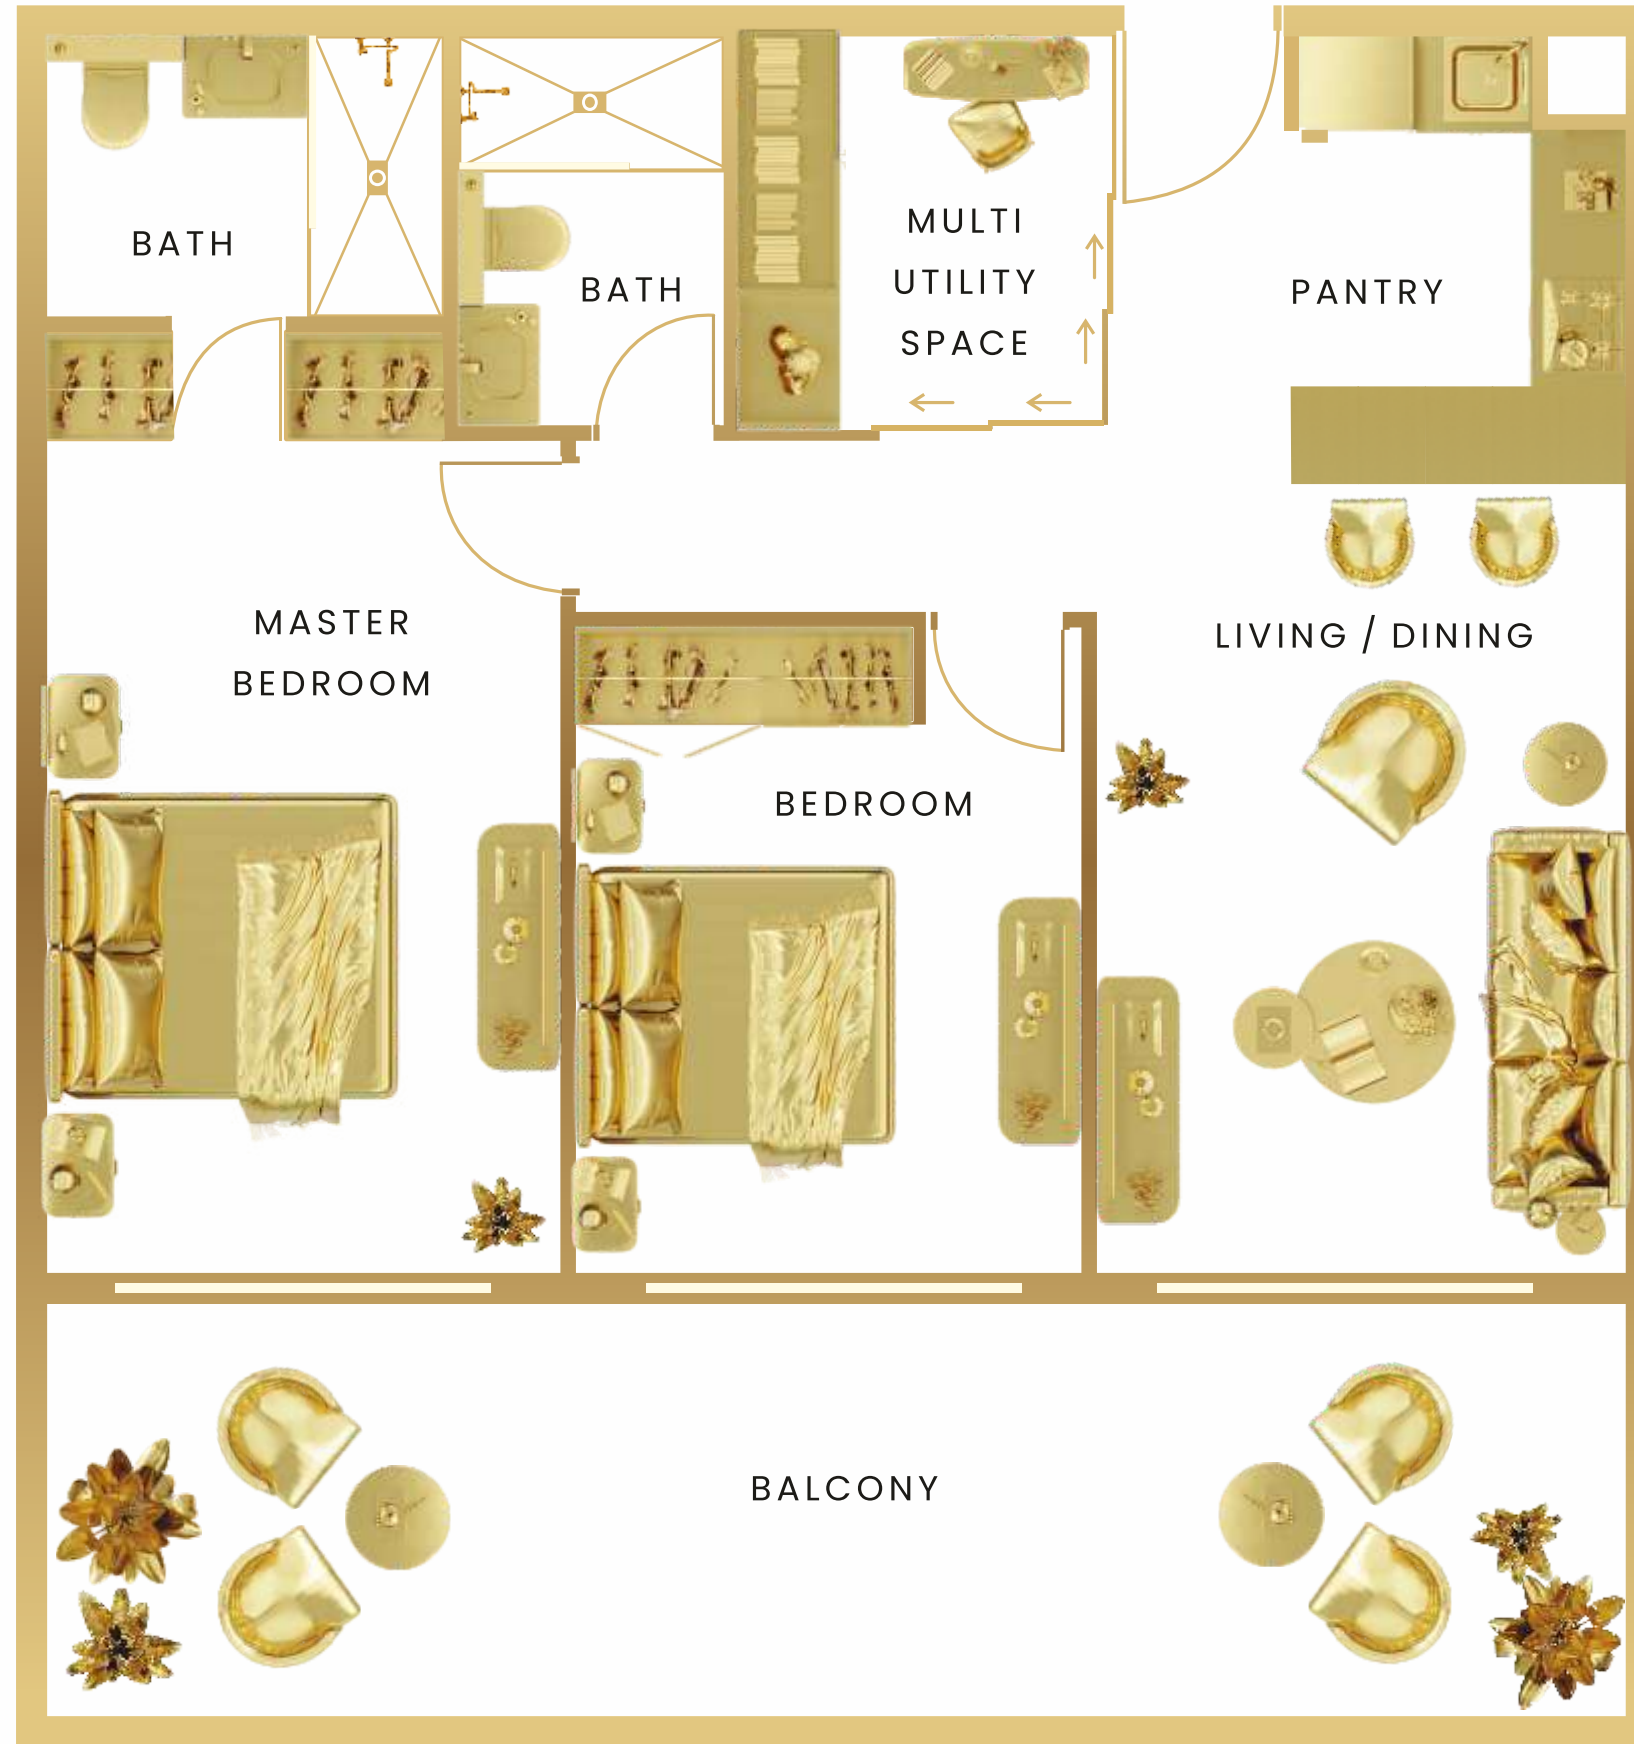 BATH
BATH
MULTI
UTILITY
SPACE
PANTRY
MASTER
BEDROOM
LIVING / DINING
BEDROOM
BALCONY